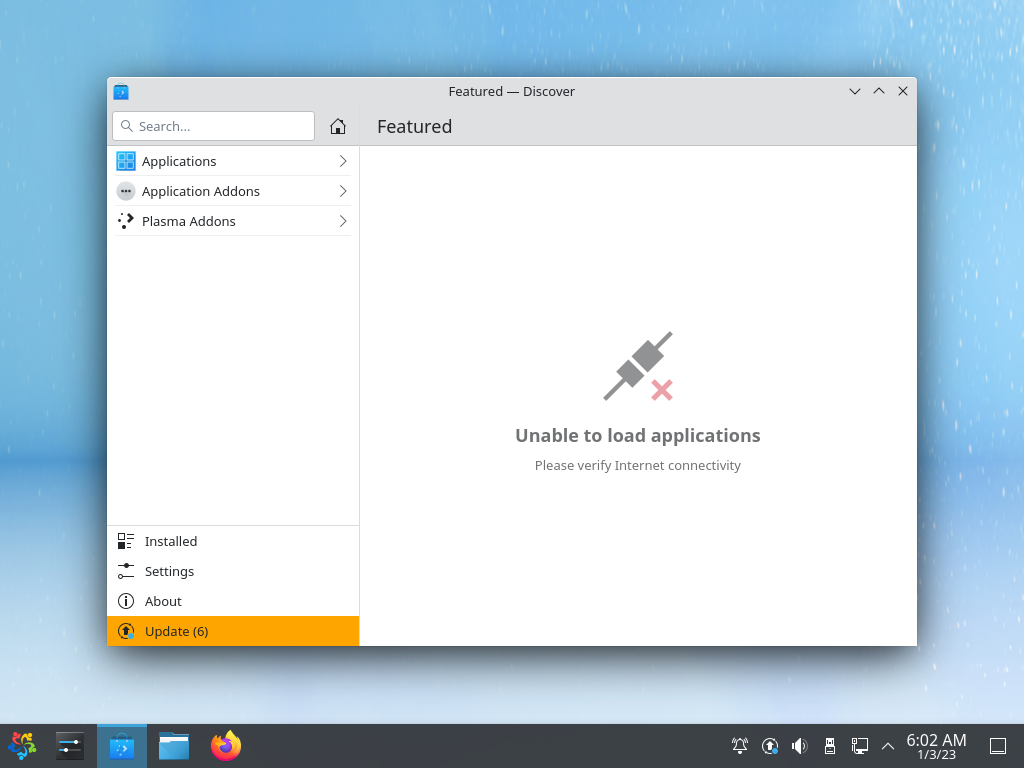 Featured — Discover
Search...
Featured
Applications
Application Addons
Plasma Addons
Unable to load applications
Please verify Internet connectivity
Installed
Settings
About
Update (6)
6:02 AM
1/3/23